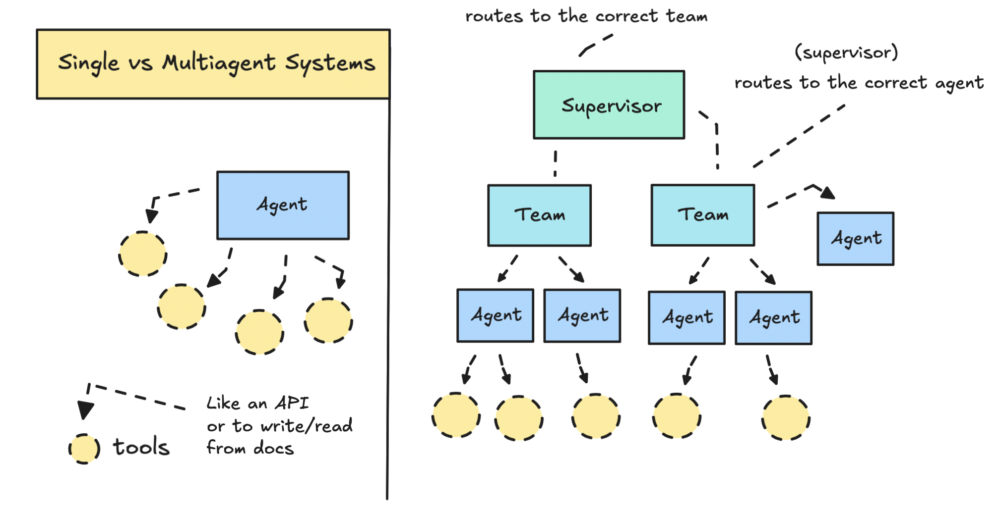 Single vs Multiagent Systems
Agent
tools
Like an API
or to write/read
from docs
routes to the correct team
(supervisor)
routes to the correct agent
Supervisor
Team
Team
Agent
Agent
Agent
Agent
Agent